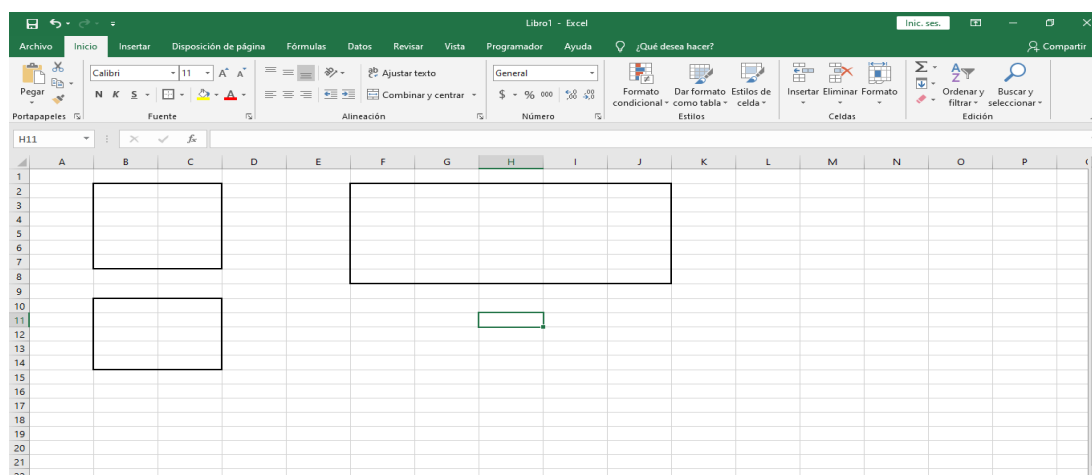 Libro1 - Excel
Inic. ses.
Archivo Inicio Insertar Disposición de página Fórmulas Datos Revisar Vista Programador Ayuda ¿Qué desea hacer? Compartir
Pegar
Portapapeles
Calibri 11 A A
N K S A
Fuente
ab Ajustar texto
Combinar y centrar
Alineación
General
$ % 000
Número
Formato condicional
Dar formato como tabla
Estilos de celda
Estilos
Insertar Eliminar Formato
Celdas
Ordenar y filtrar
Buscar y seleccionar
Edición
H11 fx
A B C D E F G H I J K L M N O P
1
2
3
4
5
6
7
8
9
10
11
12
13
14
15
16
17
18
19
20
21